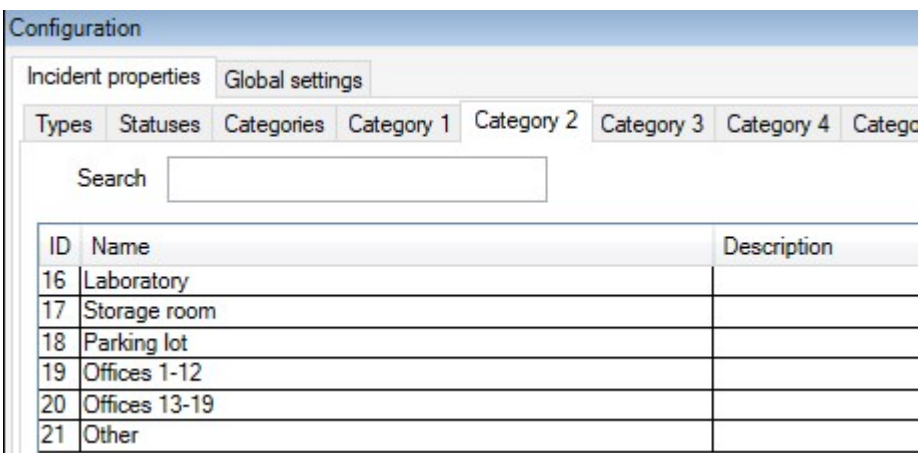 Configuration
Incident properties Global settings
Types Statuses Categories Category 1 Category 2 Category 3 Category 4
Search
ID Name Description
16 Laboratory
17 Storage room
18 Parking lot
19 Offices 1-12
20 Offices 13-19
21 Other